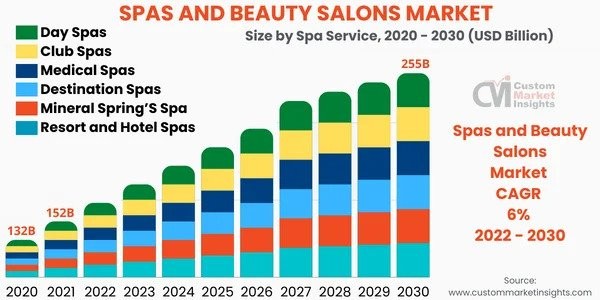 SPAS AND BEAUTY SALONS MARKET
Size by Spa Service, 2020 - 2030 (USD Billion)
Day Spas
Club Spas
Medical Spas
Destination Spas
Mineral Spring'S Spa
Resort and Hotel Spas
132B
152B
255B
2020 2021 2022 2023 2024 2025 2026 2027 2028 2029 2030
CMI Custom
Market
Insights
Spas and Beauty
Salons
Market
CAGR
6%
2022 - 2030
Source:
www.custommarketinsights.com